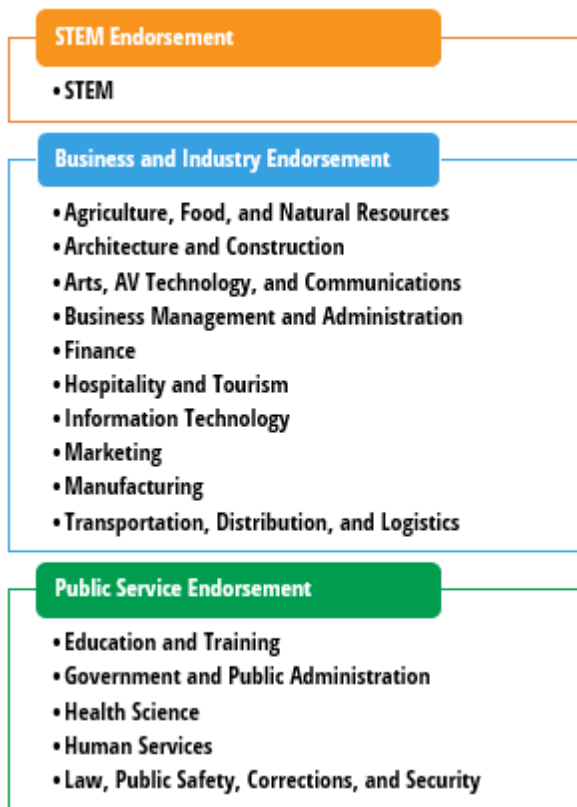 STEM Endorsement
• STEM
Business and Industry Endorsement
• Agriculture, Food, and Natural Resources
• Architecture and Construction
• Arts, AV Technology, and Communications
• Business Management and Administration
• Finance
• Hospitality and Tourism
• Information Technology
• Marketing
• Manufacturing
• Transportation, Distribution, and Logistics
Public Service Endorsement
• Education and Training
• Government and Public Administration
• Health Science
• Human Services
• Law, Public Safety, Corrections, and Security